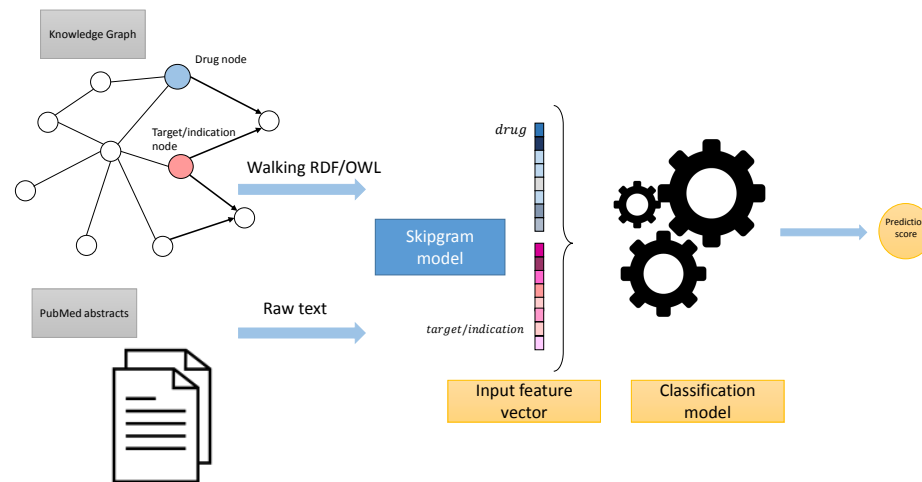 Knowledge Graph
Drug node
Target/indication
node
Walking RDF/OWL
drug
Skipgram
model
Prediction
score
PubMed abstracts
Raw text
target/indication
Input feature
vector
Classification
model